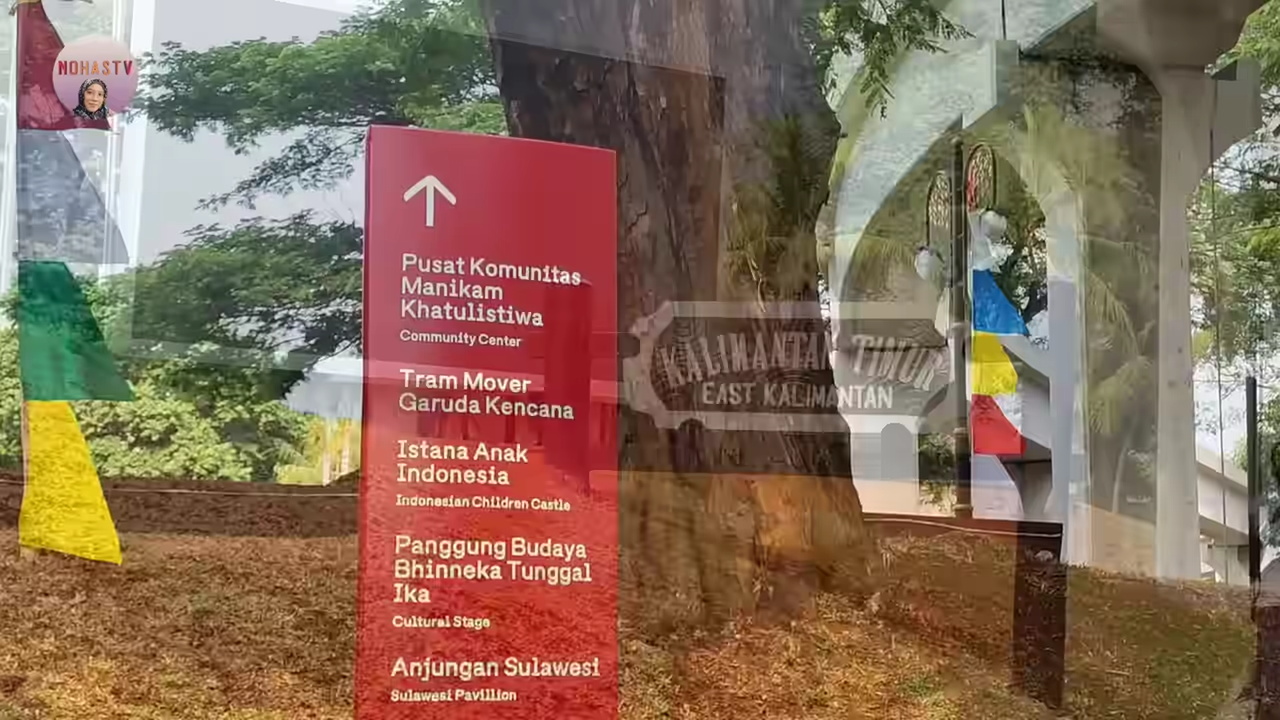 NOHASTV
Pusat Komunitas
Manikam
Khatulistiwa
Community Center
Tram Mover
Garuda Kencana
Istana Anak
Indonesia
Indonesian Children Castle
Panggung Budaya
Bhinneka Tunggal
Ika
Cultural Stage
Anjungan Sulawesi
Sulawesi Pavillion
KALIMANTAN TIMUR
EAST KALIMANTAN